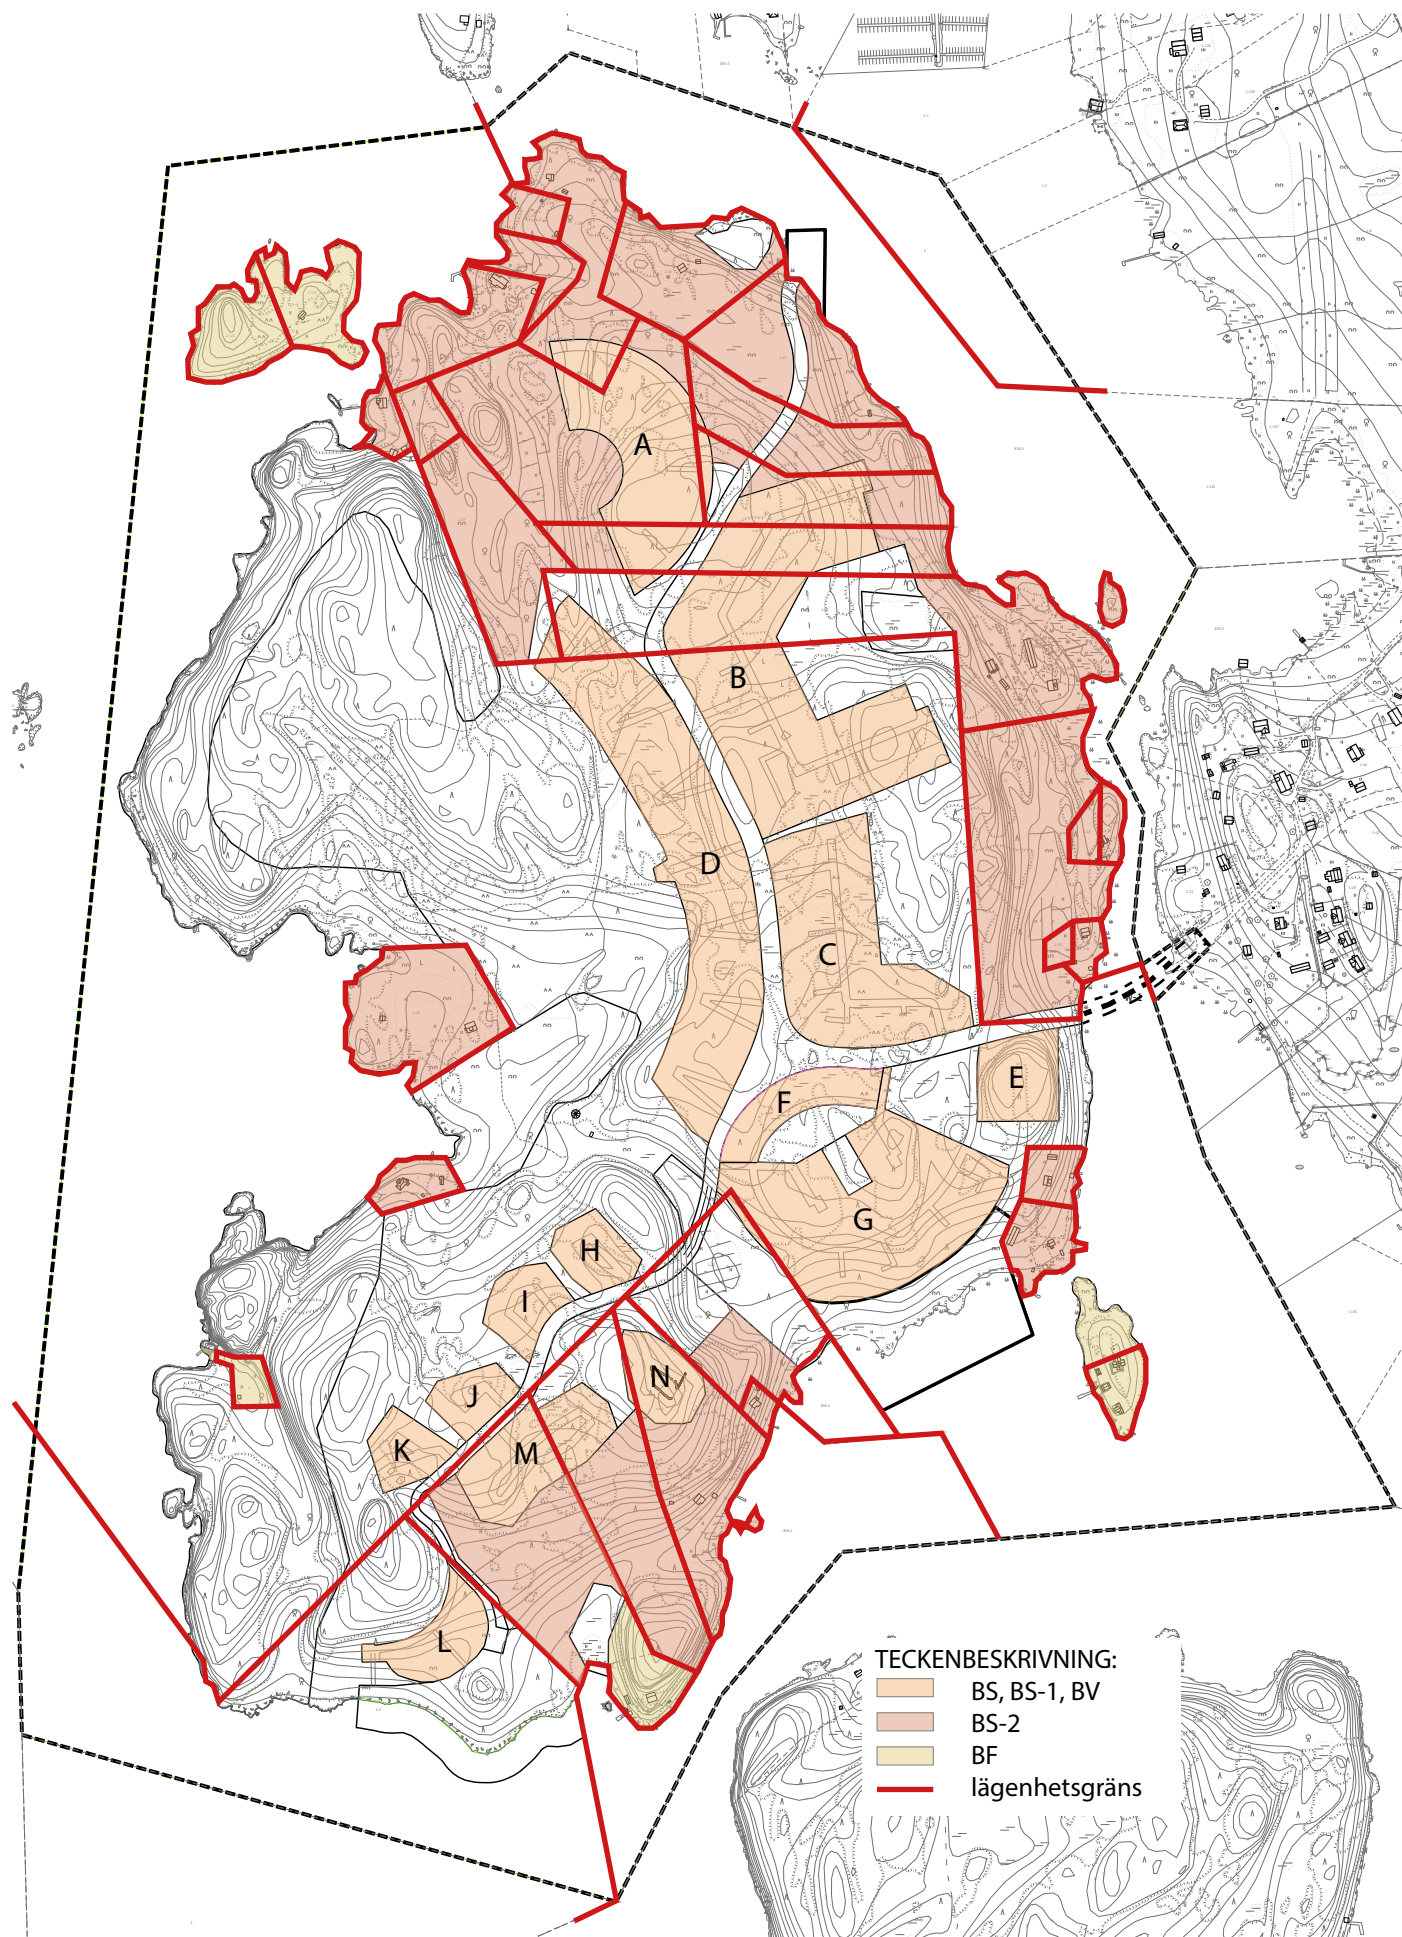 A
B
D
C
E
F
G
H
I
N
J
K
M
L
TECKENBESKRIVNING:
BS, BS-1, BV
BS-2
BF
lägenhetsgräns